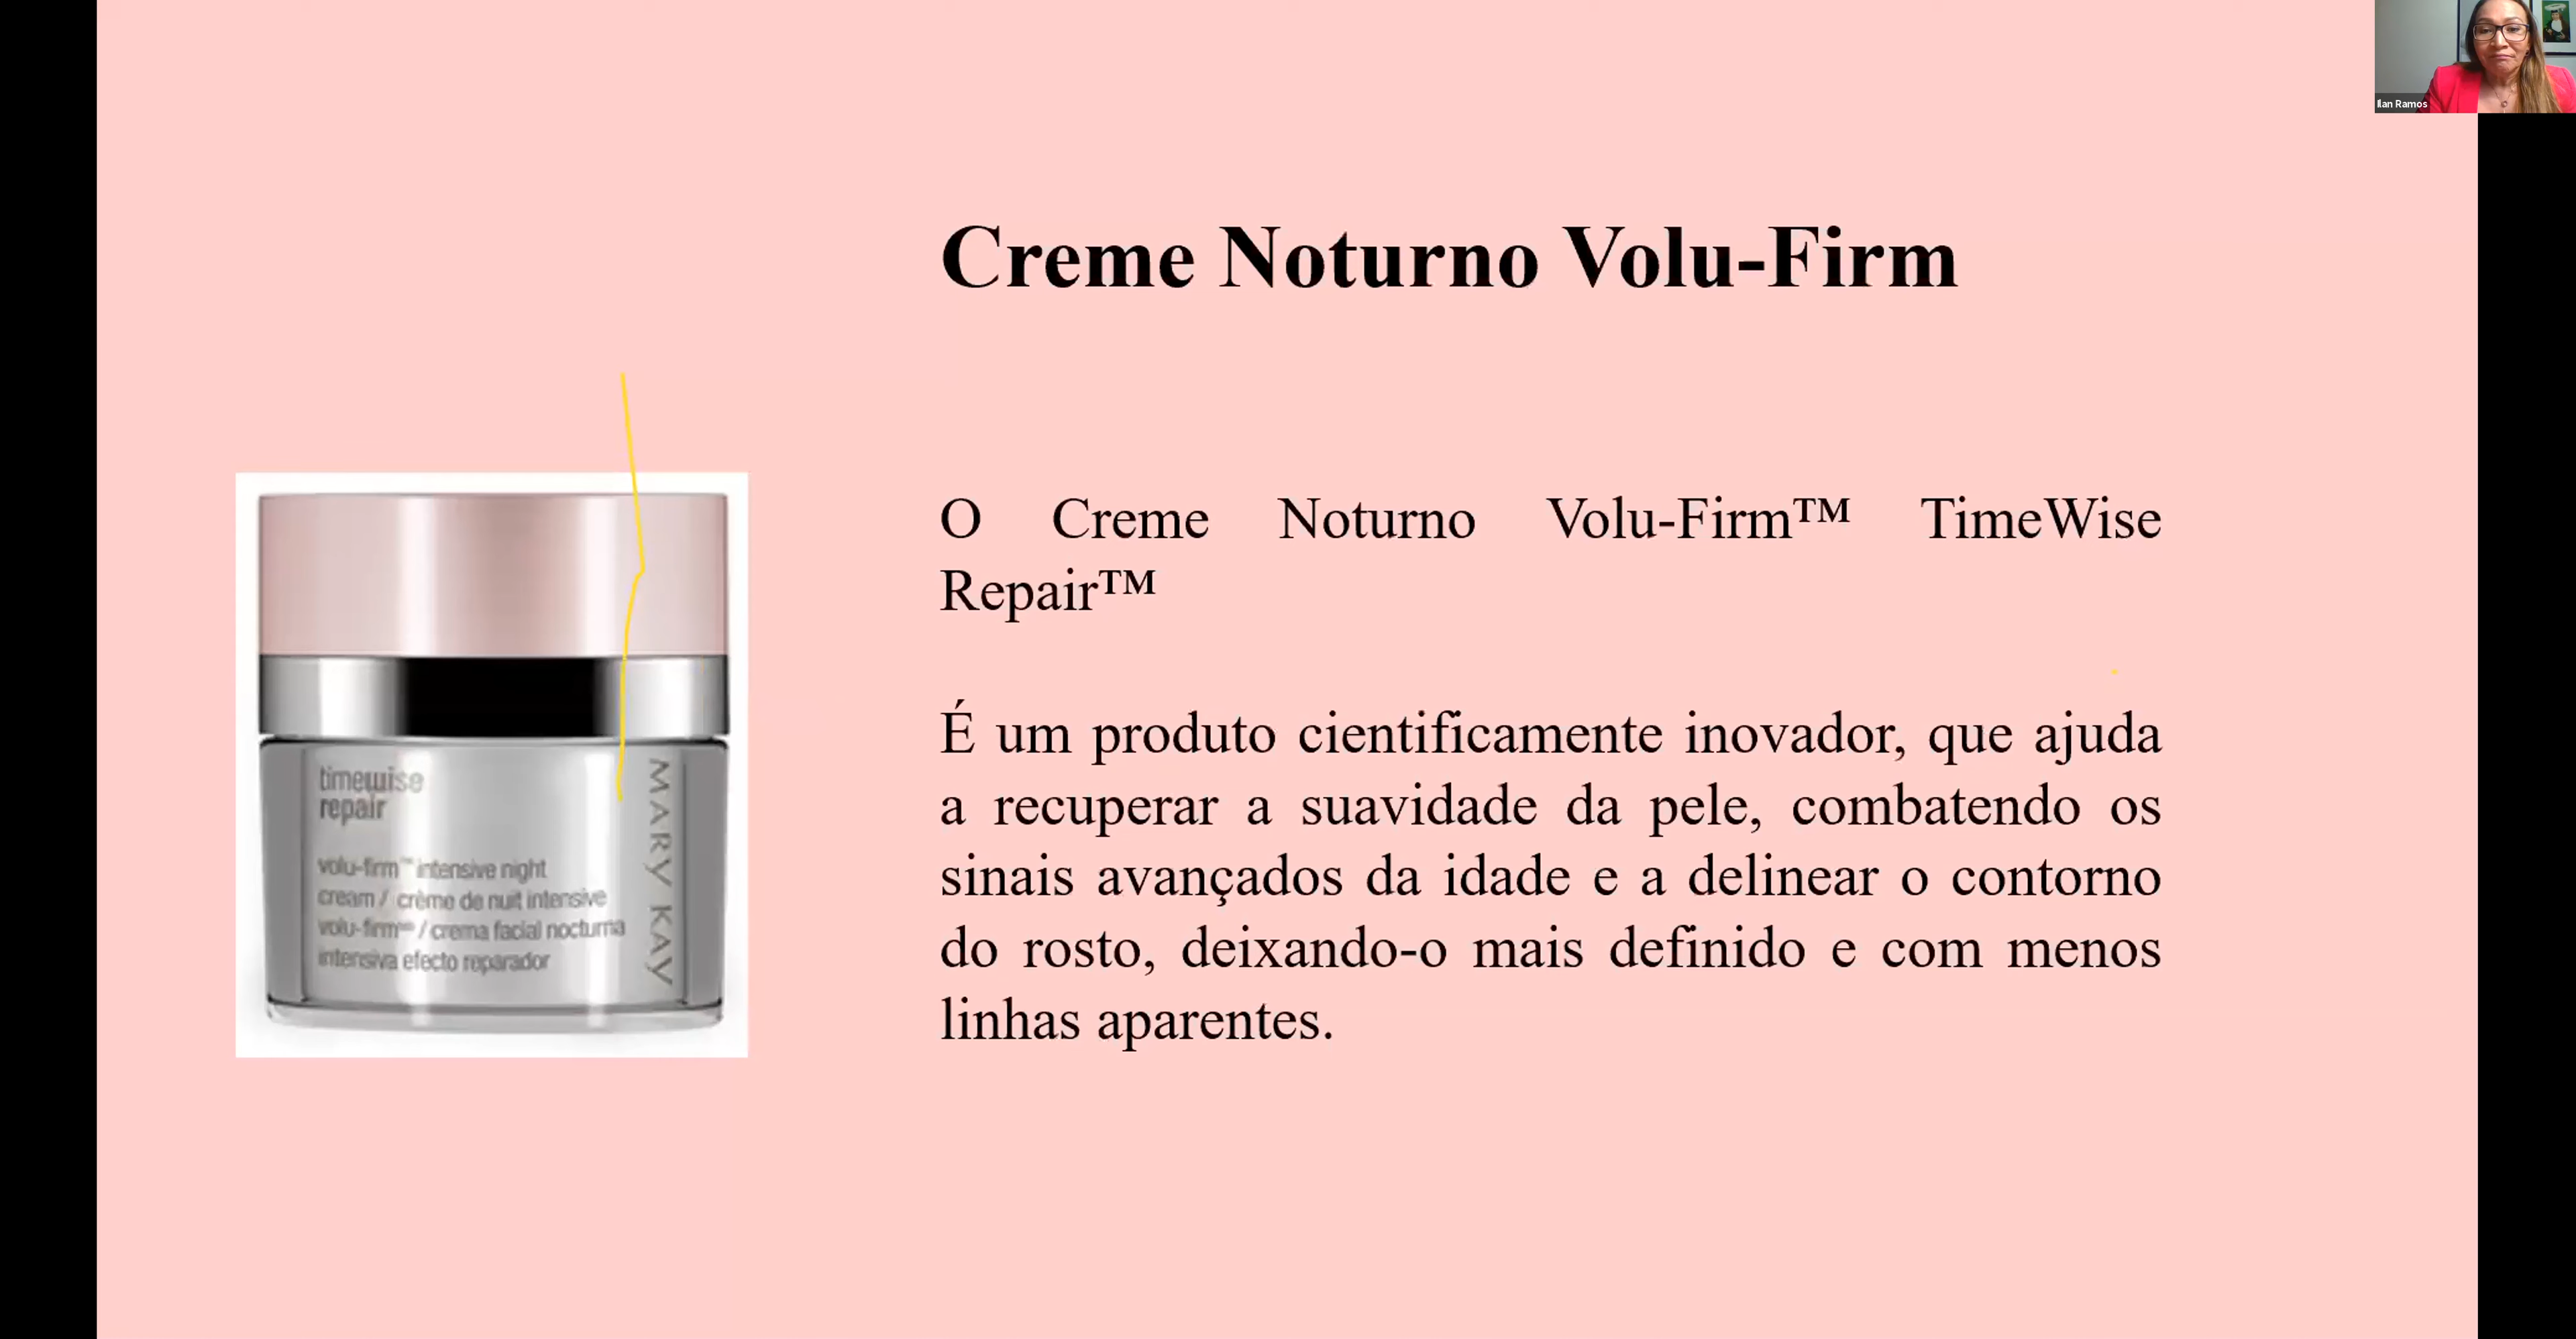 Ilan Ramos
Creme Noturno Volu-Firm
O Creme Noturno Volu-Firm™ TimeWise
Repair™
É um produto cientificamente inovador, que ajuda
a recuperar a suavidade da pele, combatendo os
sinais avançados da idade e a delinear o contorno
do rosto, deixando-o mais definido e com menos
linhas aparentes.
timewise
repair
volu-firm™ intensive night
cream / crème de nuit intensive
volu-firm™ / crema facial nocturna
intensiva efecto reparador
MARY KAY